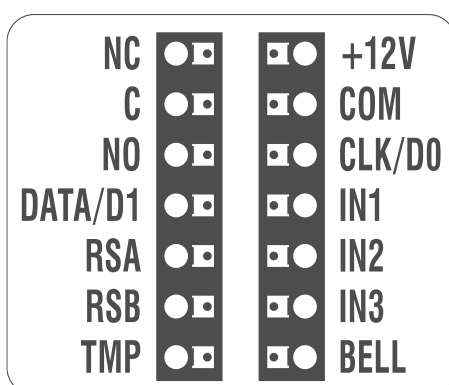 NC +12V
C COM
NO CLK/D0
DATA/D1 IN1
RSA IN2
RSB IN3
TMP BELL